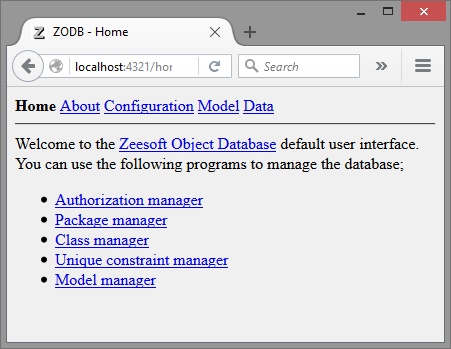 ZODB - Home
localhost:4321/hor
Search
Home About Configuration Model Data
Welcome to the Zeesoft Object Database default user interface.
You can use the following programs to manage the database;
Authorization manager
Package manager
Class manager
Unique constraint manager
Model manager